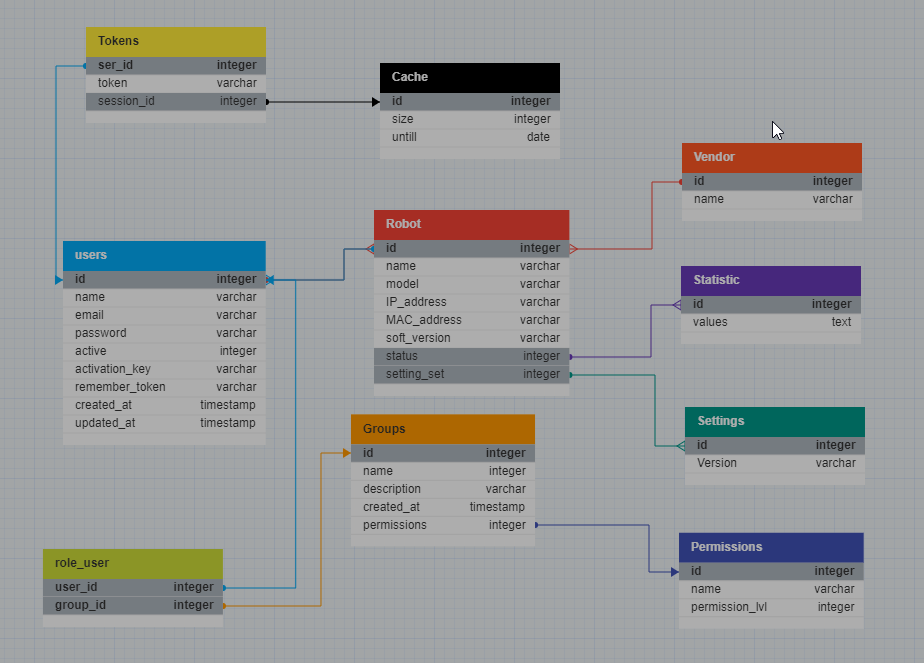 Tokens
ser_id integer
token varchar
session_id integer
Cache
id integer
size integer
untill date
Vendor
id integer
name varchar
Robot
id integer
name varchar
model varchar
IP_address varchar
MAC_address varchar
soft_version varchar
status integer
setting_set integer
users
id integer
name varchar
email varchar
password varchar
active integer
activation_key varchar
remember_token varchar
created_at timestamp
updated_at timestamp
Statistic
id integer
values text
Groups
id integer
name integer
description varchar
created_at timestamp
permissions integer
Settings
id integer
Version varchar
role_user
user_id integer
group_id integer
Permissions
id integer
name varchar
permission_lvl integer